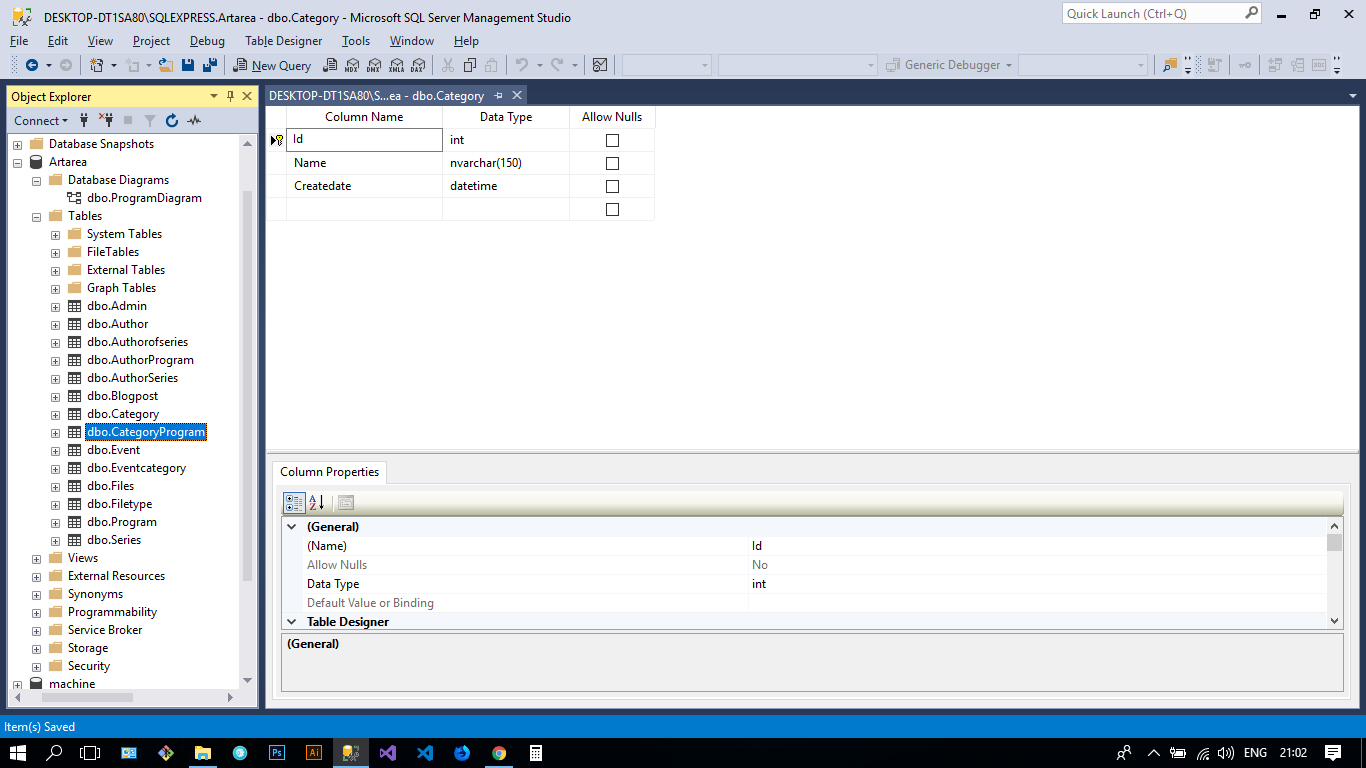 DESKTOP-DT1SA80\SQLEXPRESS.Artarea - dbo.Category - Microsoft SQL Server Management Studio
Quick Launch (Ctrl+Q)
File Edit View Project Debug Table Designer Tools Window Help
New Query MDX DMX XMLA DAX Generic Debugger
Object Explorer
DESKTOP-DT1SA80\S...ea - dbo.Category
Connect
Database Snapshots
Artarea
Database Diagrams
dbo.ProgramDiagram
Tables
System Tables
FileTables
External Tables
Graph Tables
dbo.Admin
dbo.Author
dbo.Authorofseries
dbo.AuthorProgram
dbo.AuthorSeries
dbo.Blogpost
dbo.Category
dbo.CategoryProgram
dbo.Event
dbo.Eventcategory
dbo.Files
dbo.Filetype
dbo.Program
dbo.Series
Views
External Resources
Synonyms
Programmability
Service Broker
Storage
Security
machine
Column Name Data Type Allow Nulls
Id int
Name nvarchar(150)
Createdate datetime
Column Properties
A Z
(General)
(Name) Id
Allow Nulls No
Data Type int
Default Value or Binding
Table Designer
(General)
Item(s) Saved
Ps Ai ENG 21:02